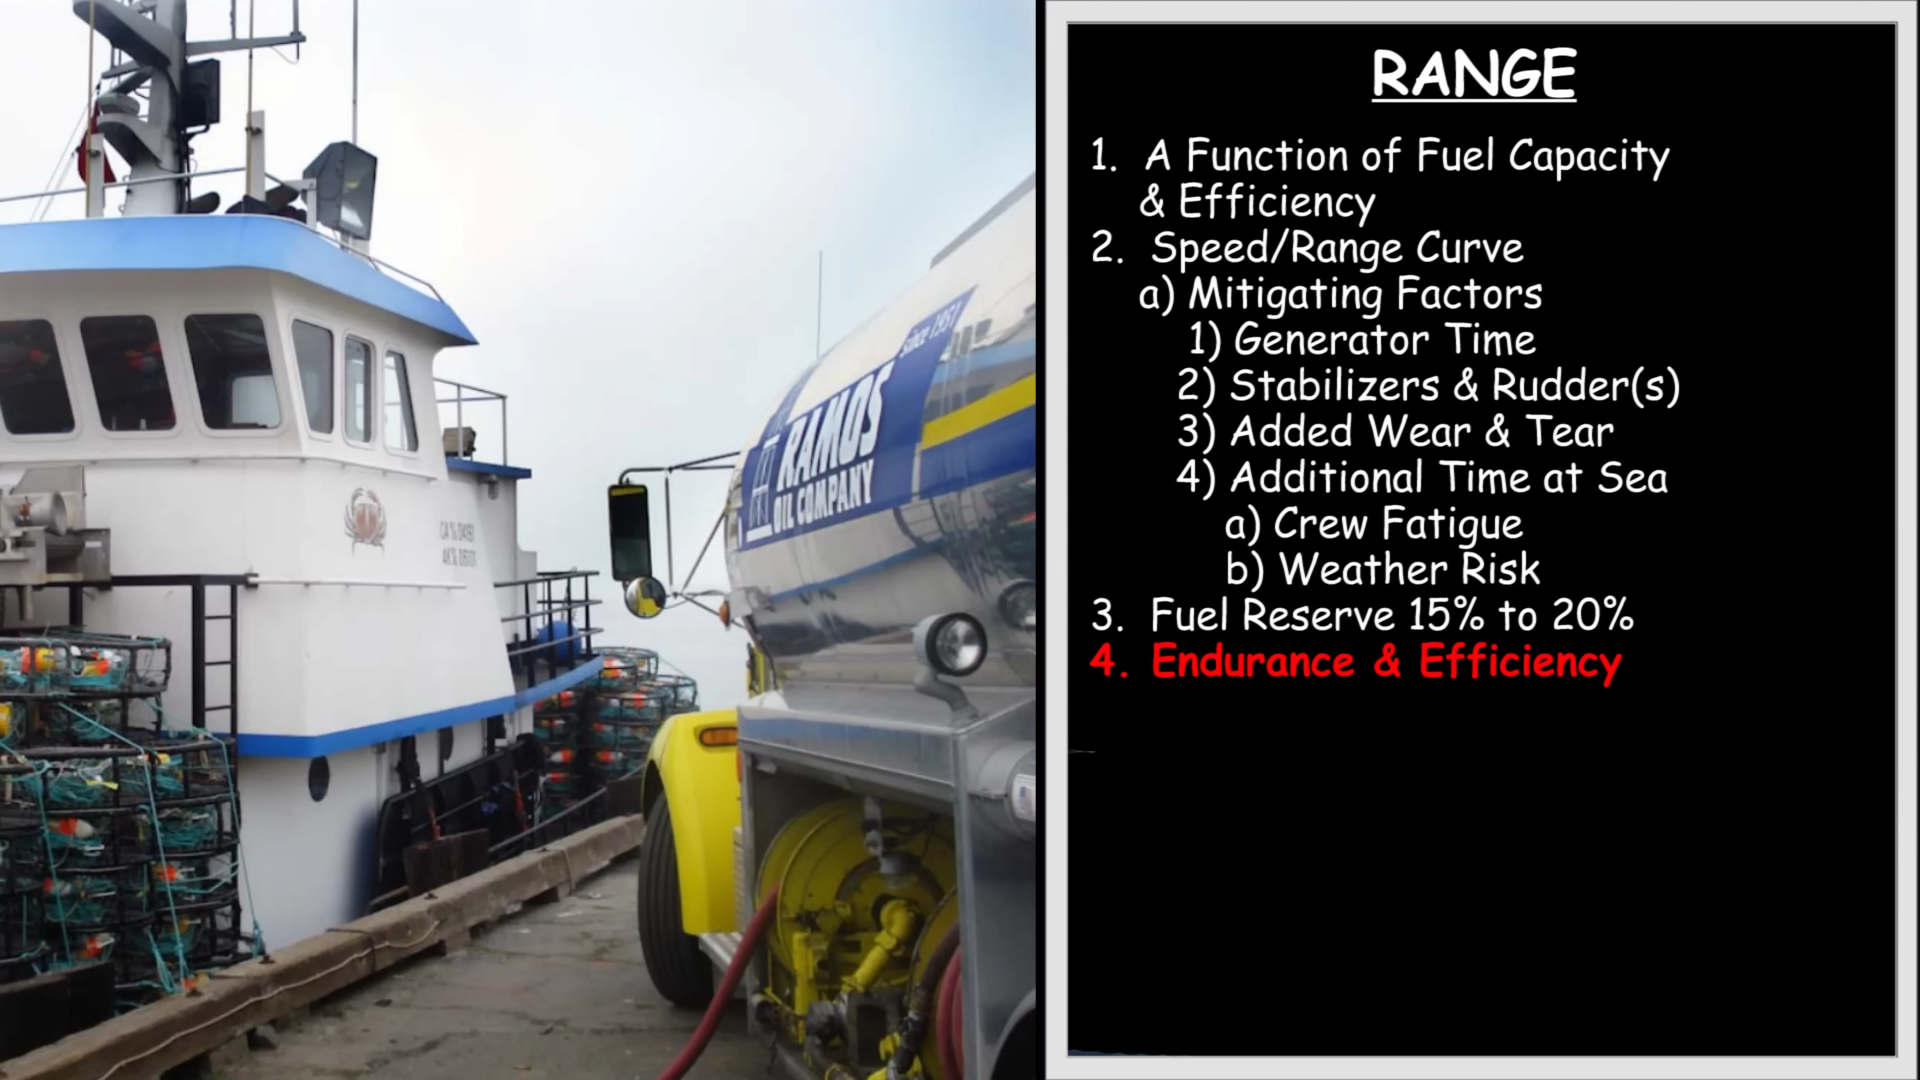 since 1951
RAMOS
OIL COMPANY
RANGE
1. A Function of Fuel Capacity
& Efficiency
2. Speed/Range Curve
a) Mitigating Factors
1) Generator Time
2) Stabilizers & Rudder(s)
3) Added Wear & Tear
4) Additional Time at Sea
a) Crew Fatigue
b) Weather Risk
3. Fuel Reserve 15% to 20%
4. Endurance & Efficiency